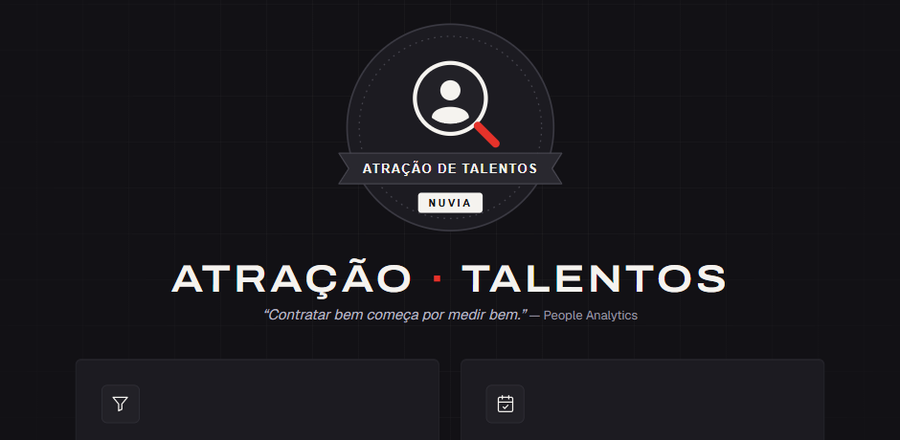 ATRAÇÃO DE TALENTOS
NUVIA
ATRAÇÃO · TALENTOS
“Contratar bem começa por medir bem.” — People Analytics